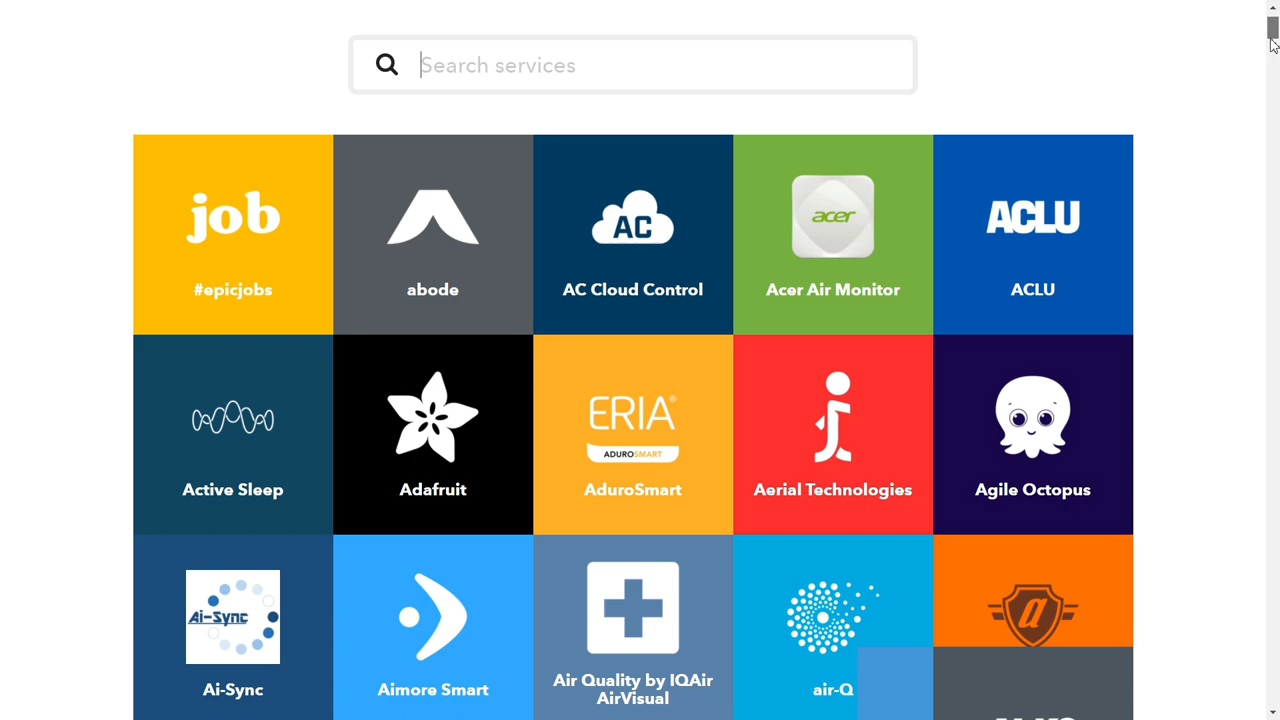 Search services
job
#epicjobs
abode
AC
AC Cloud Control
acer
Acer Air Monitor
ACLU
ACLU
Active Sleep
Adafruit
ERIA®
ADUROSMART
AduroSmart
Aerial Technologies
Agile Octopus
Ai-Sync
Ai-Sync
Aimore Smart
Air Quality by IQAir
AirVisual
air-Q
a